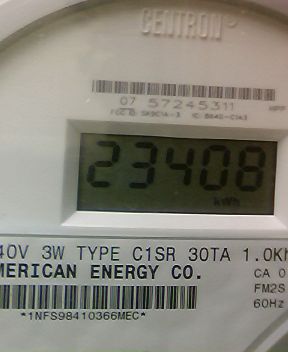 CENTRON
07 57245311
23408
kWh
40V 3W TYPE C1SR 30TA 1.0Kh
MERICAN ENERGY CO.
CA 0
FM2S
60Hz
*1NFS98410366MEC*